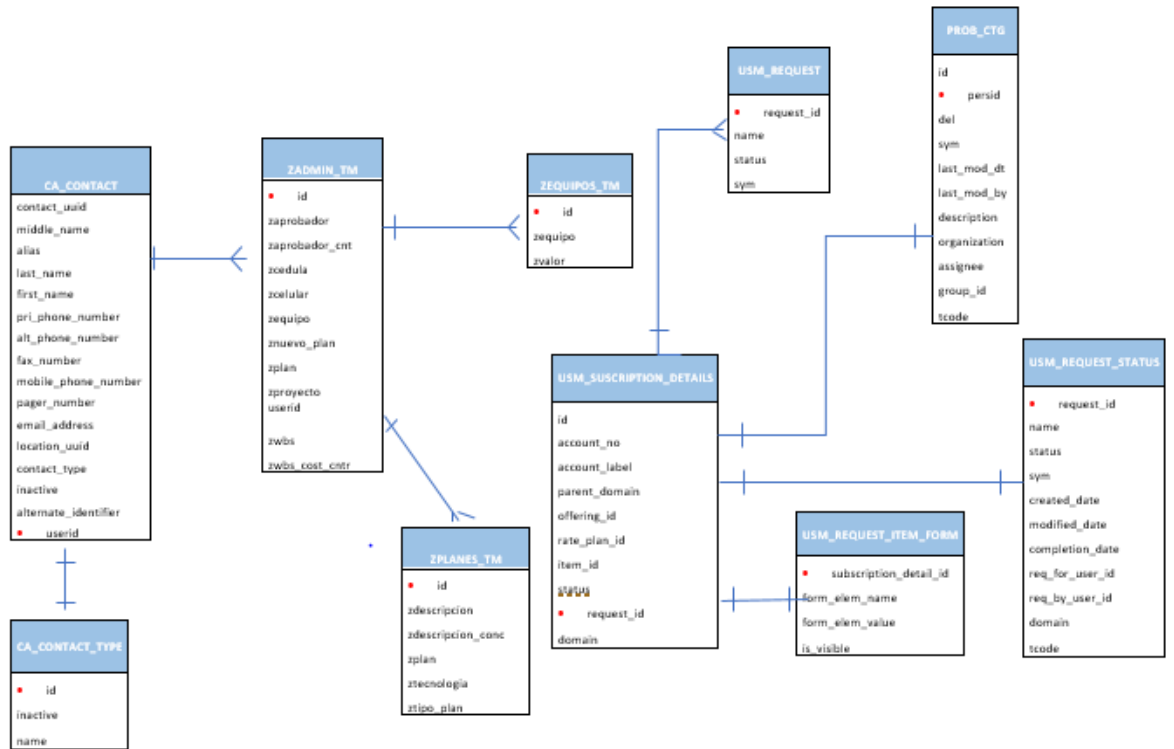 CA_CONTACT
contact_uuid
middle_name
alias
last_name
first_name
pri_phone_number
alt_phone_number
fax_number
mobile_phone_number
pager_number
email_address
location_uuid
contact_type
inactive
alternate_identifier
userid
CA_CONTACT_TYPE
id
inactive
name
ZADMIN_TM
id
zaprobador
zaprobador_cnt
zcedula
zcelular
zequipo
znuevo_plan
zplan
zproyecto
userid
zwbs
zwbs_cost_cntr
ZEQUIPOS_TM
id
zequipo
zvalor
ZPLANES_TM
id
zdescripcion
zdescripcion_conc
zplan
ztecnologia
ztipo_plan
USM_REQUEST
request_id
name
status
sym
USM_SUSCRIPTION_DETAILS
id
account_no
account_label
parent_domain
offering_id
rate_plan_id
item_id
status
request_id
domain
PROB_CTG
id
persid
del
sym
last_mod_dt
last_mod_by
description
organization
assignee
group_id
tcode
USM_REQUEST_ITEM_FORM
subscription_detail_id
form_elem_name
form_elem_value
is_visible
USM_REQUEST_STATUS
request_id
name
status
sym
created_date
modified_date
completion_date
req_for_user_id
req_by_user_id
domain
tcode